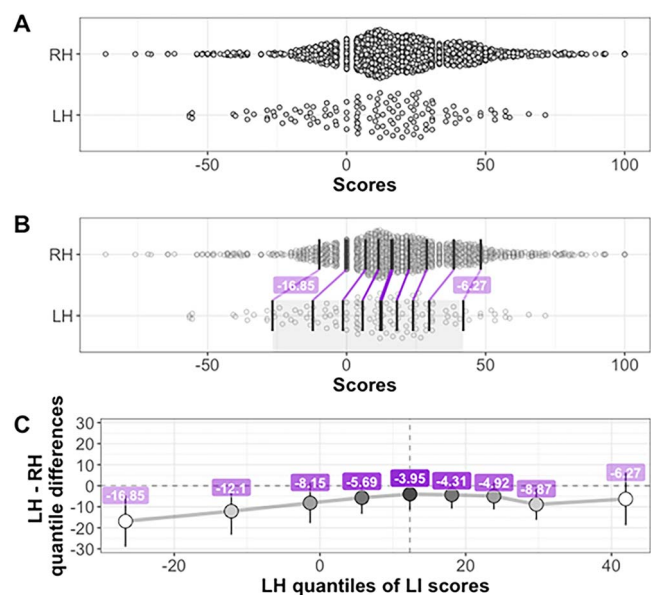 A
RH
LH
-50 0 50 100
Scores
B
RH
-16.85 -6.27
LH
-50 0 50 100
Scores
C
LH - RH
quantile differences
30
20
10
0
-10
-20
-30
-16.85 -12.1 -8.15 -5.69 -3.95 -4.31 -4.92 -8.87 -6.27
-20 0 20 40
LH quantiles of LI scores